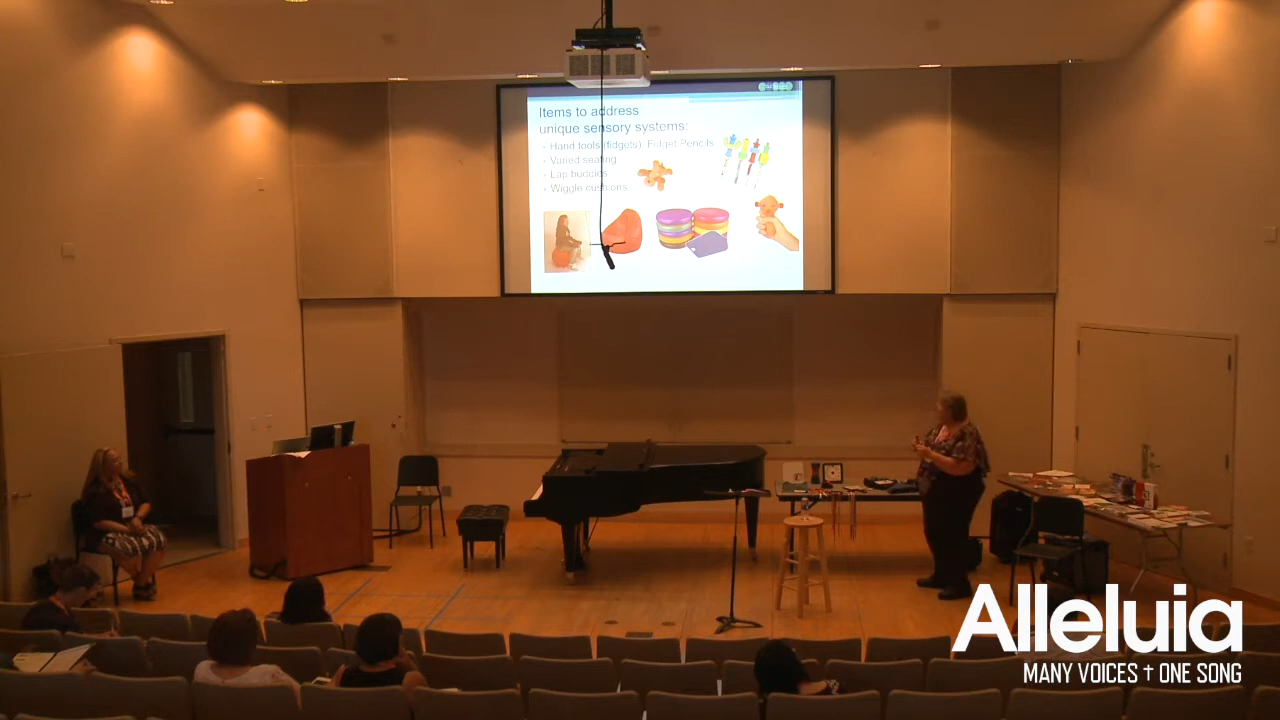 Items to address
unique sensory systems:
Hand tools (fidgets), Fidget Pencils
Varied seating
Lap buddies
Wiggle cushions
Alleluia
MANY VOICES † ONE SONG